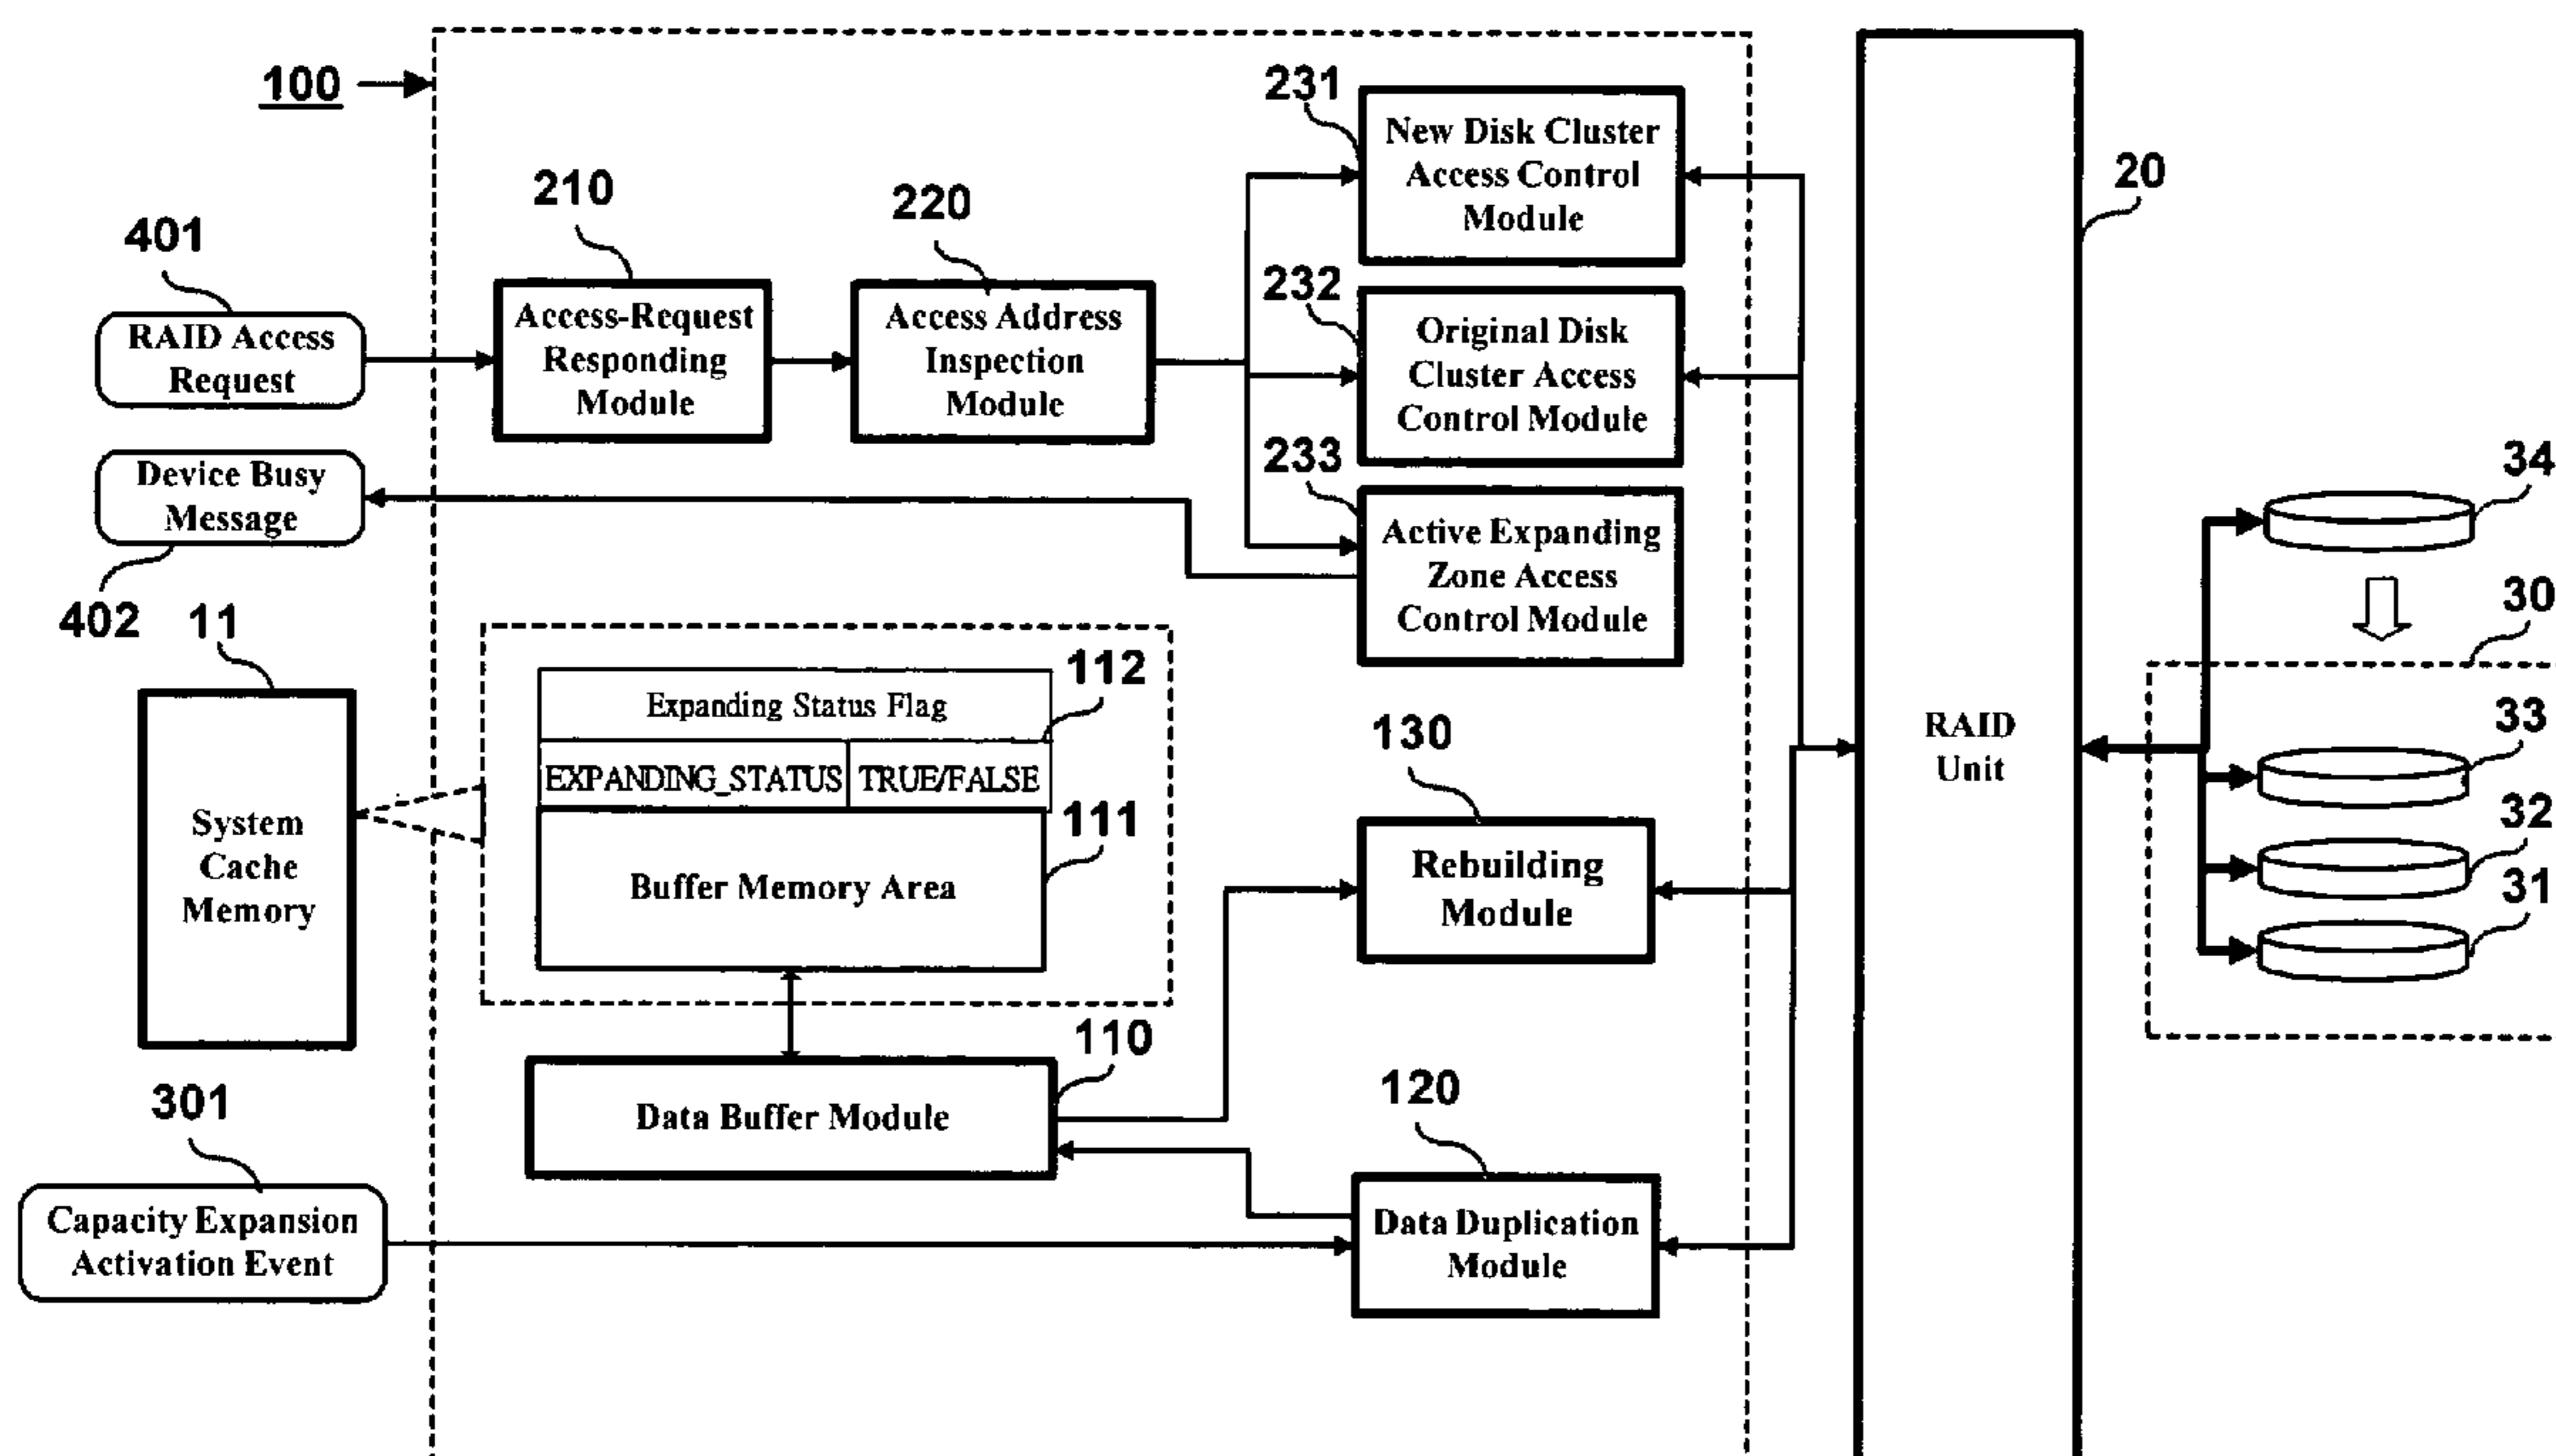 100
231
New Disk Cluster
Access Control
Module
20
210
220
401
RAID Access
Request
Access-Request
Responding
Module
Access Address
Inspection
Module
232
Original Disk
Cluster Access
Control Module
Device Busy
Message
402
233
Active Expanding
Zone Access
Control Module
34
30
11
System
Cache
Memory
112
Expanding Status Flag
EXPANDING_STATUS TRUE/FALSE
111
Buffer Memory Area
130
Rebuilding
Module
RAID
Unit
33
32
31
110
Data Buffer Module
120
Data Duplication
Module
301
Capacity Expansion
Activation Event